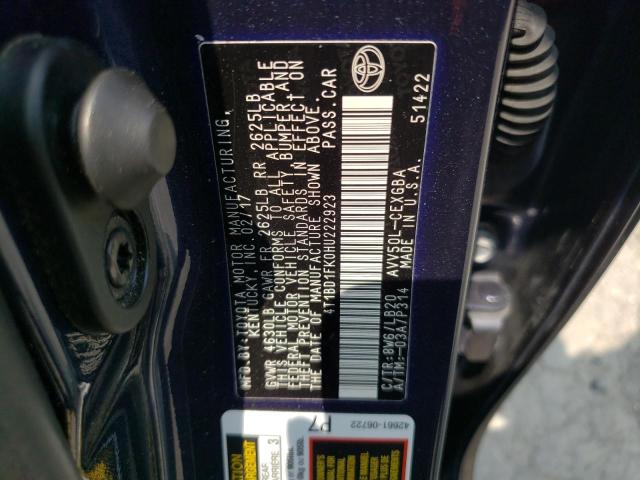 MFD.BY:TOYOTA MOTOR MANUFACTURING,
KENTUCKY, INC. 02/17
GVWR 4630LB GAWR FR 2625LB RR 2625LB
THIS VEHICLE CONFORMS TO ALL APPLICABLE
FEDERAL MOTOR VEHICLE SAFETY, BUMPER AND
THEFT PREVENTION STANDARDS IN EFFECT ON
THE DATE OF MANUFACTURE SHOWN ABOVE.
4T1BD1FK0HU222923 PASS.CAR
C/TR:8W6/LB20 AVV50L-CEXGBA
A/TM:-03A/P314 U.S.A. 51422
42661-06722
P7
3